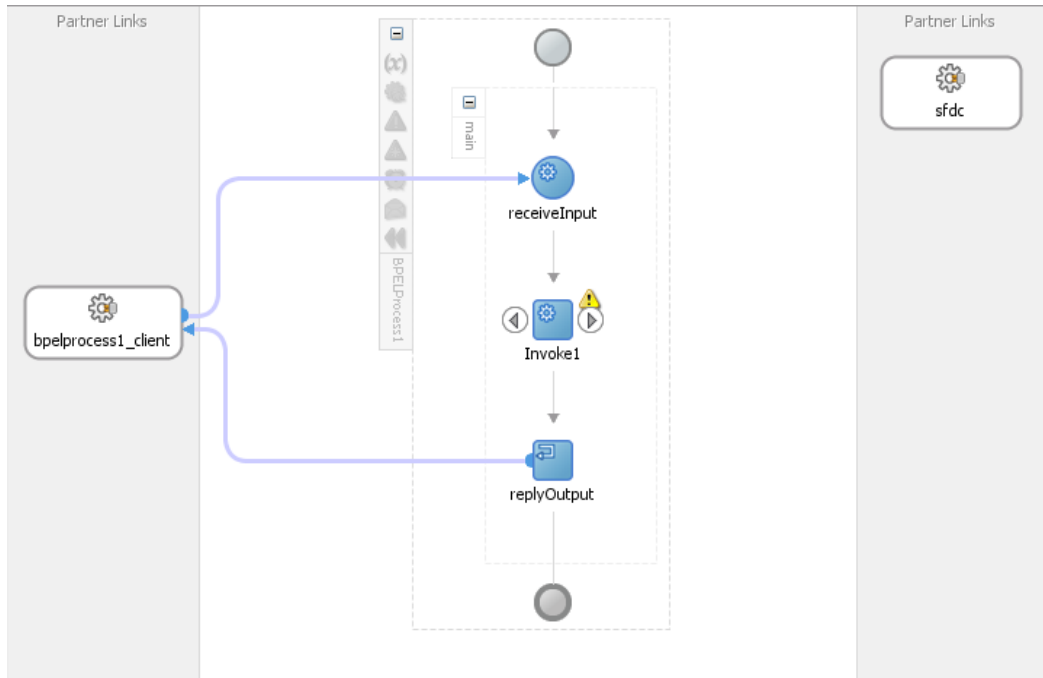 Partner Links
Partner Links
(x)
sfdc
main
receiveInput
BPELProcess1
bpelprocess1_client
Invoke1
replyOutput